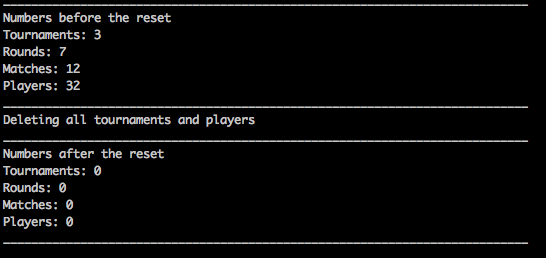 Numbers before the reset
Tournaments: 3
Rounds: 7
Matches: 12
Players: 32
Deleting all tournaments and players
Numbers after the reset
Tournaments: 0
Rounds: 0
Matches: 0
Players: 0